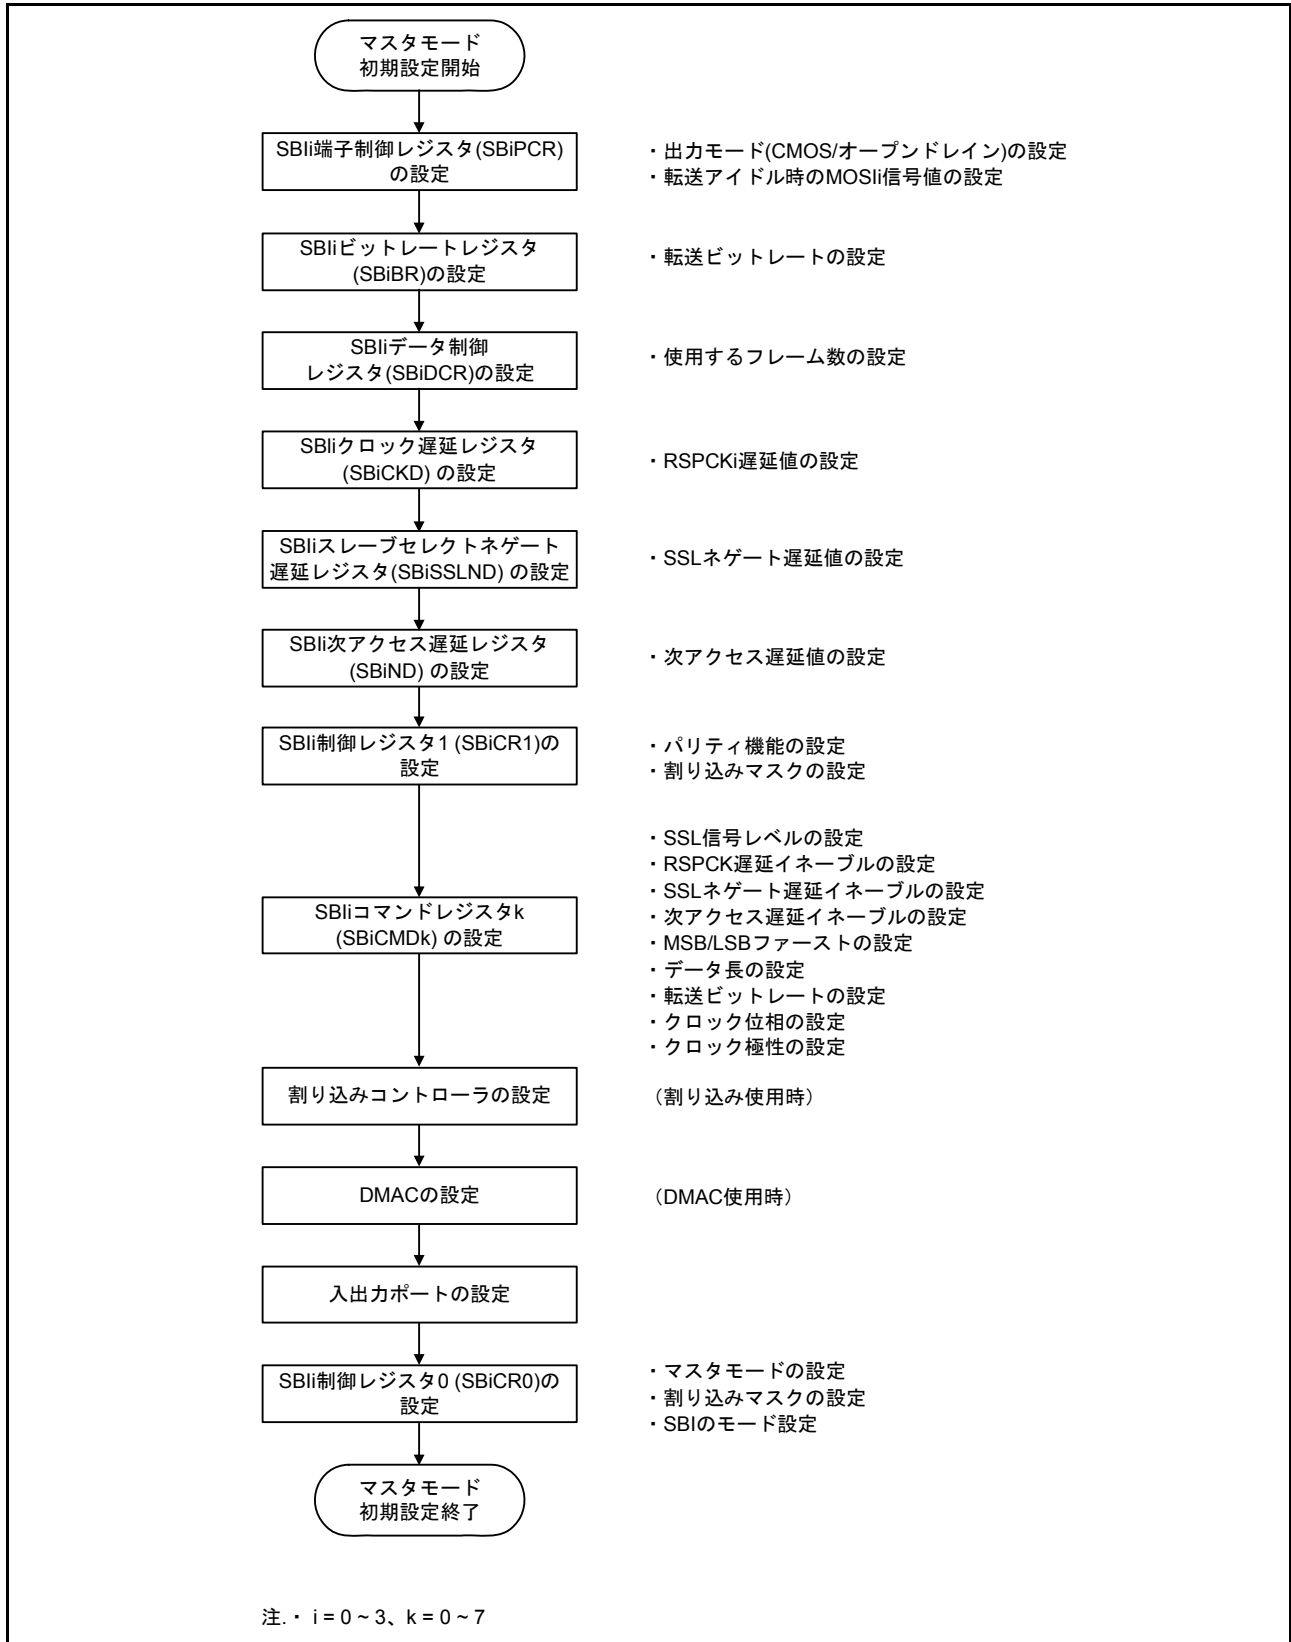 マスタモード
初期設定開始
SBIi端子制御レジスタ(SBiPCR)
の設定
・出力モード(CMOS/オープンドレイン)の設定
・転送アイドル時のMOSIi信号値の設定
SBIiビットレートレジスタ
(SBiBR)の設定
・転送ビットレートの設定
SBIiデータ制御
レジスタ(SBiDCR)の設定
・使用するフレーム数の設定
SBIiクロック遅延レジスタ
(SBiCKD) の設定
・RSPCKi遅延値の設定
SBIiスレーブセレクトネゲート
遅延レジスタ(SBiSSLND) の設定
・SSLネゲート遅延値の設定
SBIi次アクセス遅延レジスタ
(SBiND) の設定
・次アクセス遅延値の設定
SBIi制御レジスタ1 (SBiCR1)の
設定
・パリティ機能の設定
・割り込みマスクの設定
SBIiコマンドレジスタk
(SBiCMDk) の設定
・SSL信号レベルの設定
・RSPCK遅延イネーブルの設定
・SSLネゲート遅延イネーブルの設定
・次アクセス遅延イネーブルの設定
・MSB/LSBファーストの設定
・データ長の設定
・転送ビットレートの設定
・クロック位相の設定
・クロック極性の設定
割り込みコントローラの設定
（割り込み使用時）
DMACの設定
（DMAC使用時）
入出力ポートの設定
SBIi制御レジスタ0 (SBiCR0)の
設定
・マスタモードの設定
・割り込みマスクの設定
・SBIのモード設定
マスタモード
初期設定終了
注.・ i = 0 ~ 3、k = 0 ~ 7